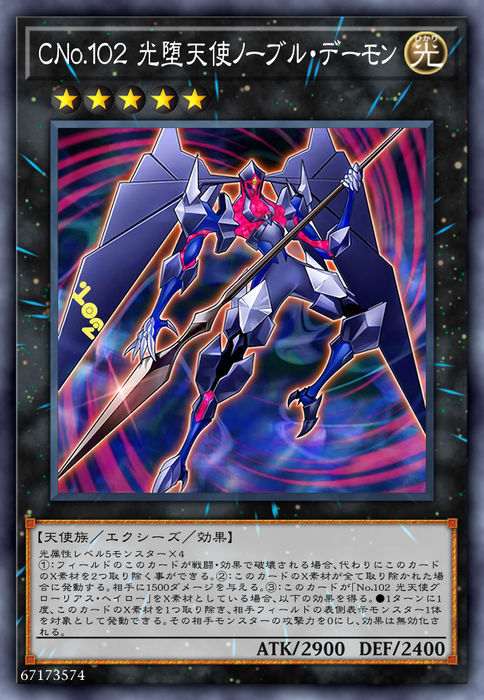 CNo.102 光堕天使ノーブル・デーモン
ひかり
光
102
【天使族／エクシーズ／効果】
光属性レベル5モンスター×4
①:フィールドのこのカードが戦闘・効果で破壊される場合、代わりにこのカード
のX素材を2つ取り除く事ができる。②:このカードのX素材が全て取り除かれた場
合に発動する。相手に1500ダメージを与える。③:このカードが「No.102 光天使グ
ローリアス・ヘイロー」をX素材としている場合、以下の効果を得る。●1ターンに1
度、このカードのX素材を1つ取り除き、相手フィールドの表側表示モンスター1体
を対象として発動できる。その相手モンスターの攻撃力を0にし、効果は無効化さ
れる。
ATK/2900 DEF/2400
67173574